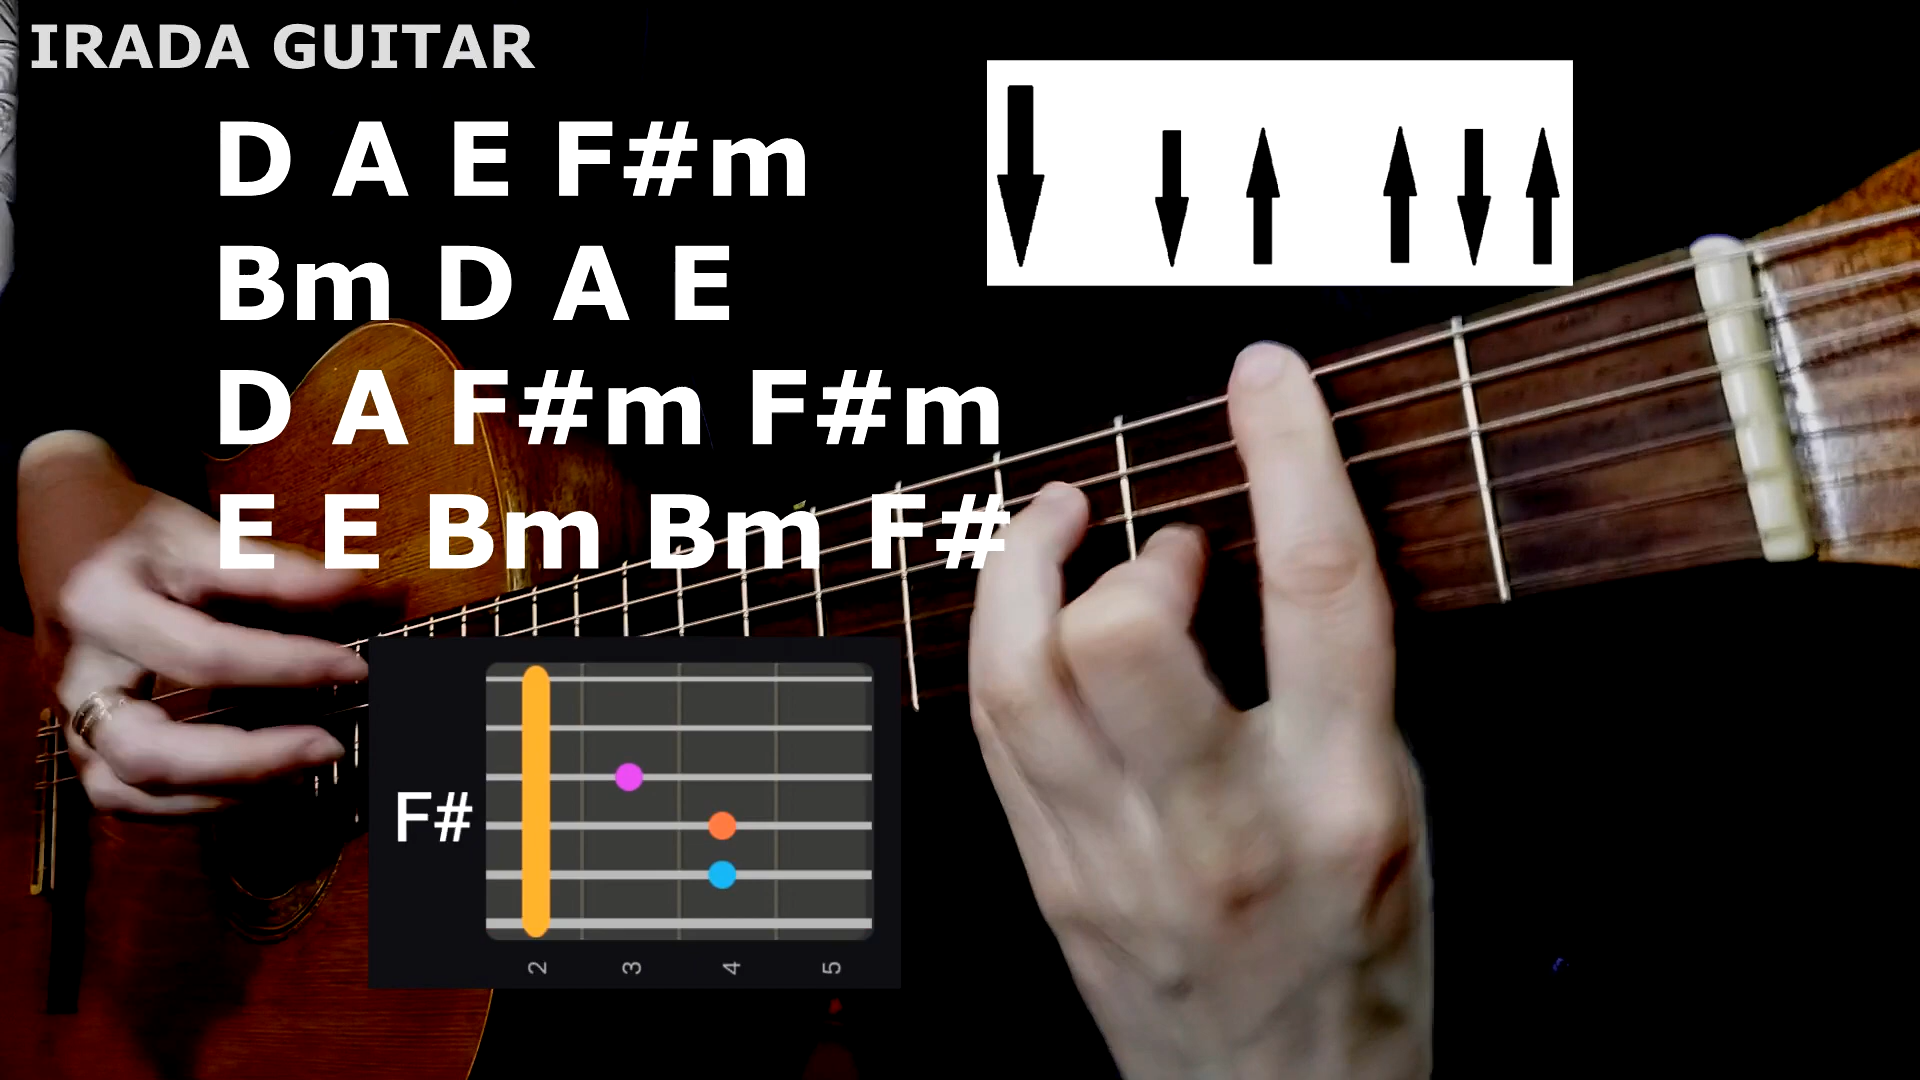 IRADA GUITAR
D A E F#m
Bm D A E
D A F#m F#m
E E Bm Bm F#
F#
2 3 4 5